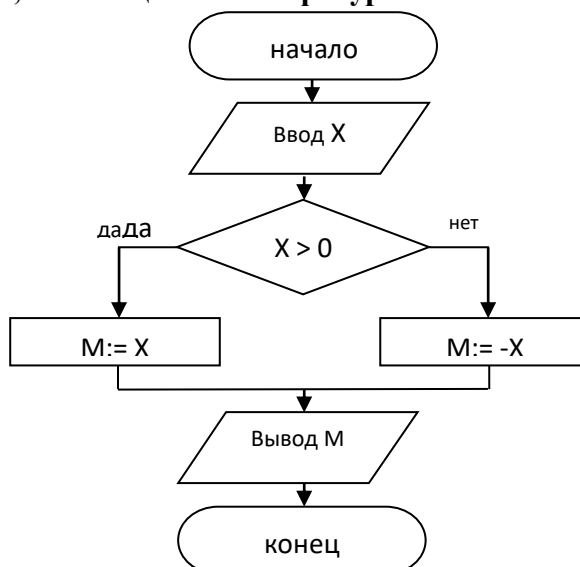 начало
Ввод X
дада
X > 0
нет
M:= X
M:= -X
Вывод М
конец